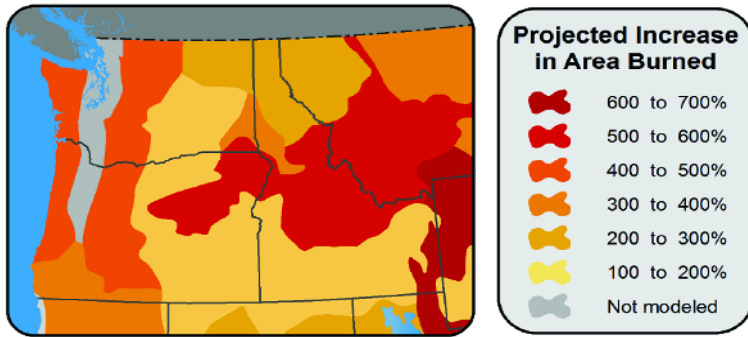 Projected Increase
in Area Burned
600 to 700%
500 to 600%
400 to 500%
300 to 400%
200 to 300%
100 to 200%
Not modeled